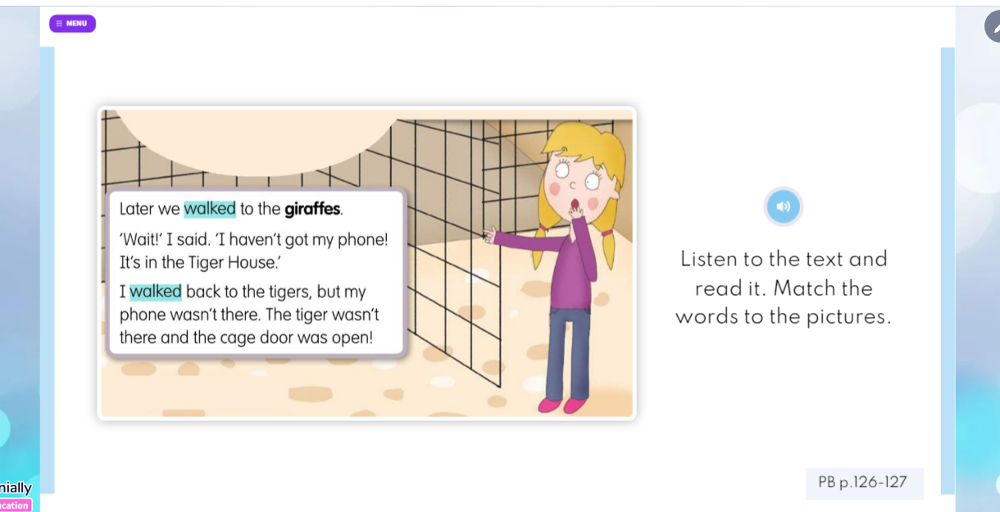 MENU
Later we walked to the giraffes.
‘Wait!’ I said. ‘I haven’t got my phone!
It’s in the Tiger House.’
I walked back to the tigers, but my
phone wasn’t there. The tiger wasn’t
there and the cage door was open!
Listen to the text and
read it. Match the
words to the pictures.
PB p.126-127
nially
cation